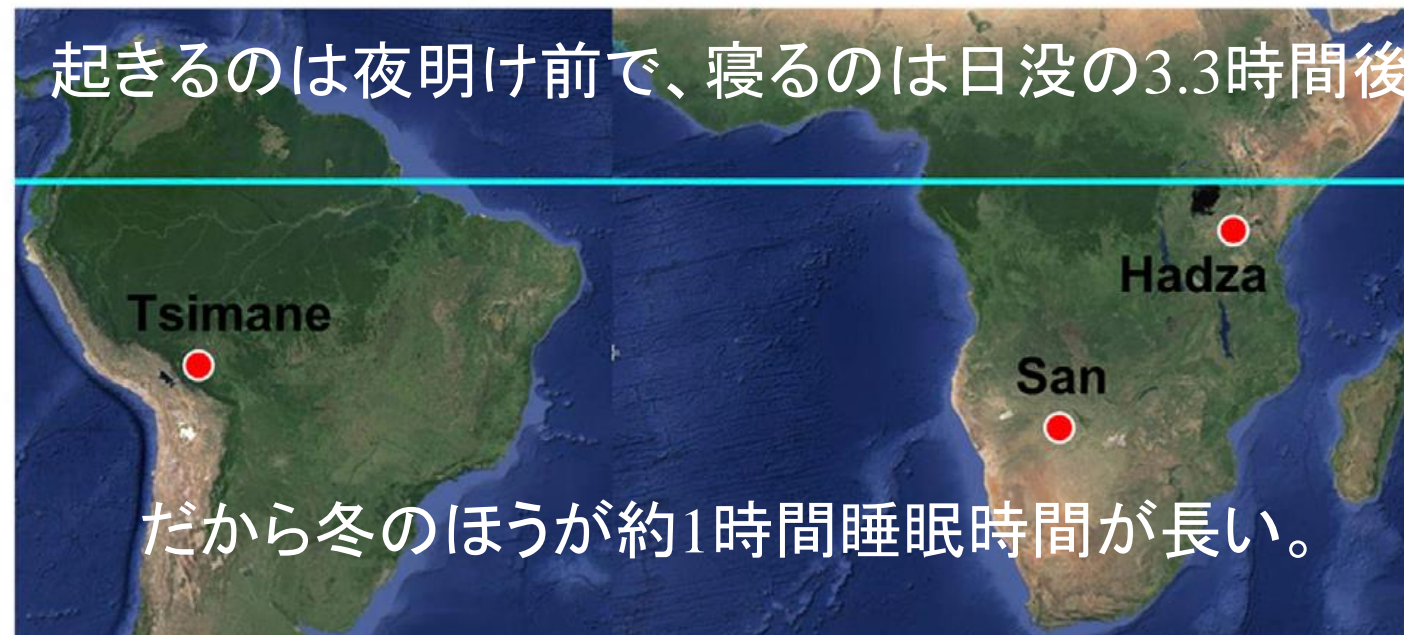 起きるのは夜明け前で、寝るのは日没の3.3時間後
Hadza
Tsimane
San
だから冬のほうが約1時間睡眠時間が長い。